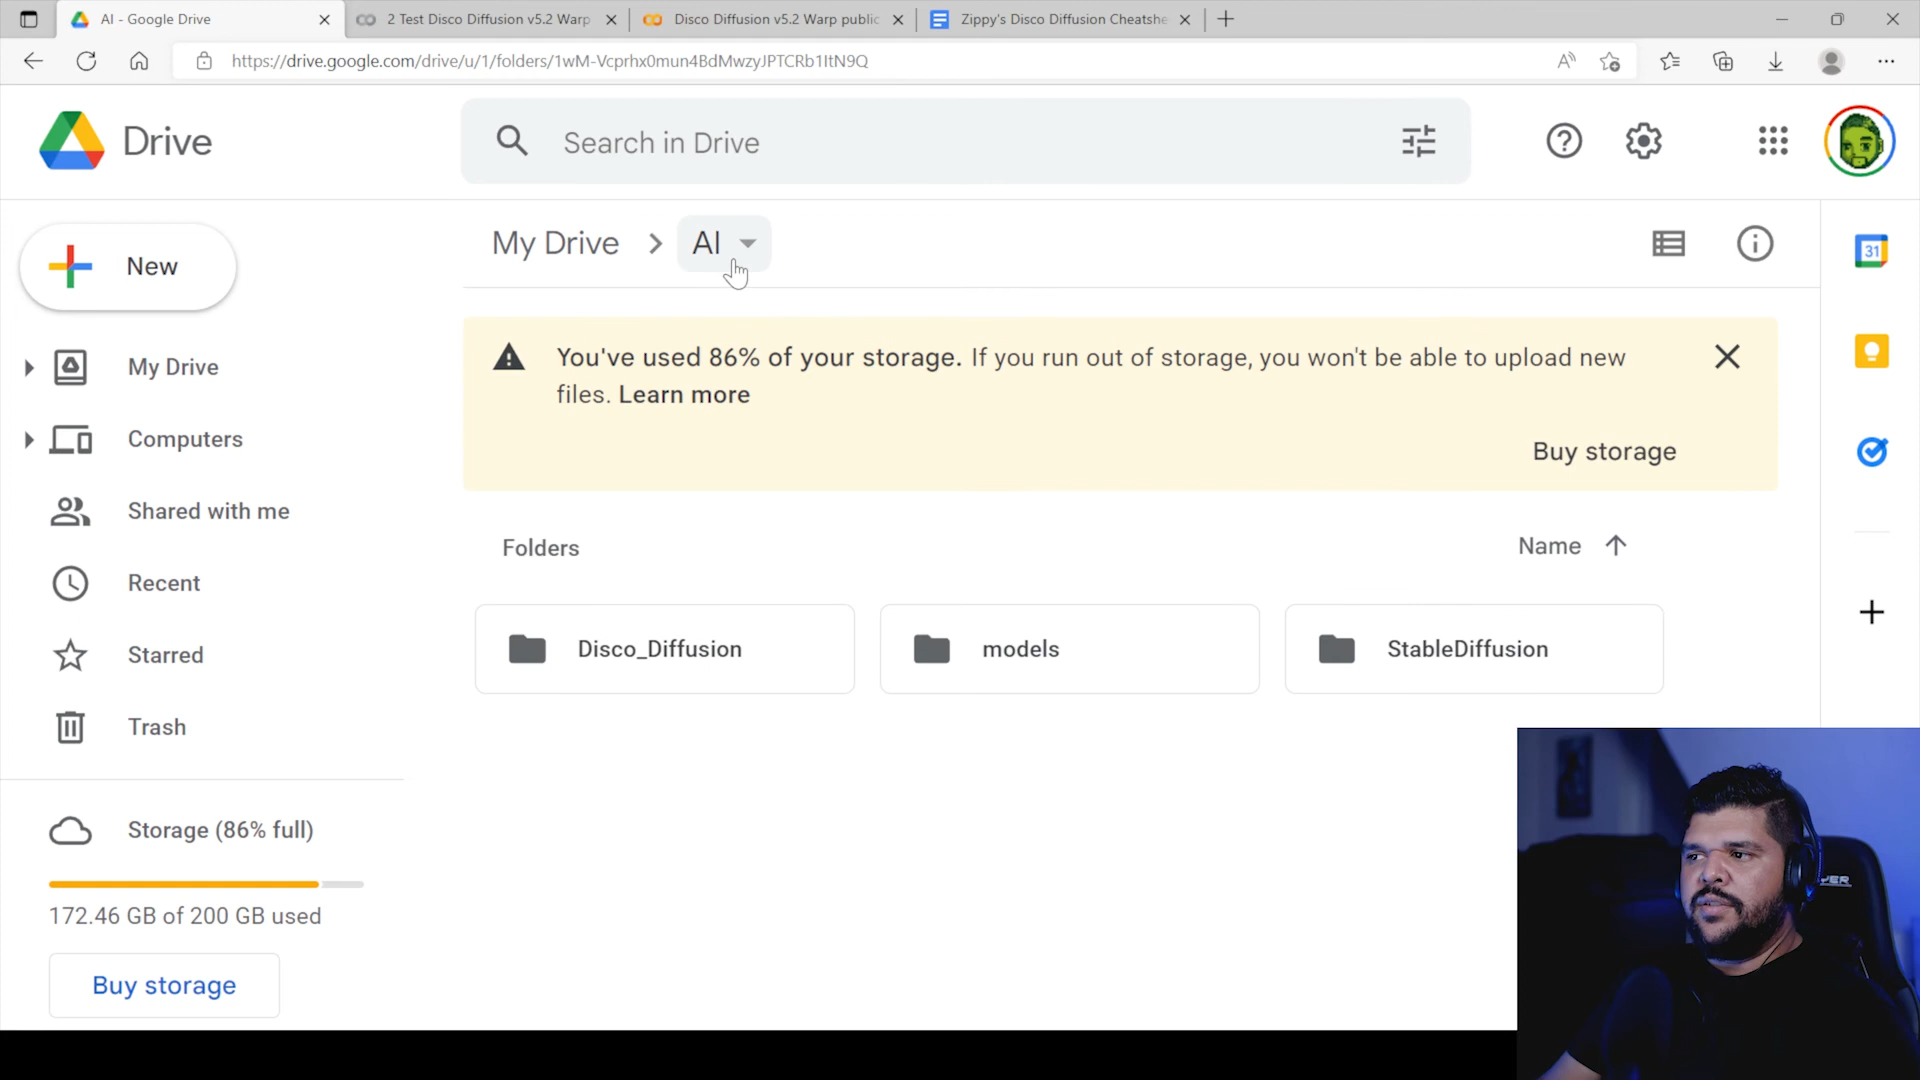 AI - Google Drive
2 Test Disco Diffusion v5.2 Warp
Disco Diffusion v5.2 Warp public
Zippy's Disco Diffusion Cheatshe
https://drive.google.com/drive/u/1/folders/1wM-Vcprhx0mun4BdMwzyJPTCRb1ItN9Q
Drive
Search in Drive
New
My Drive
AI
31
You've used 86% of your storage. If you run out of storage, you won't be able to upload new
files. Learn more
Buy storage
My Drive
Computers
Shared with me
Recent
Starred
Trash
Storage (86% full)
172.46 GB of 200 GB used
Buy storage
Folders
Name
Disco_Diffusion
models
StableDiffusion